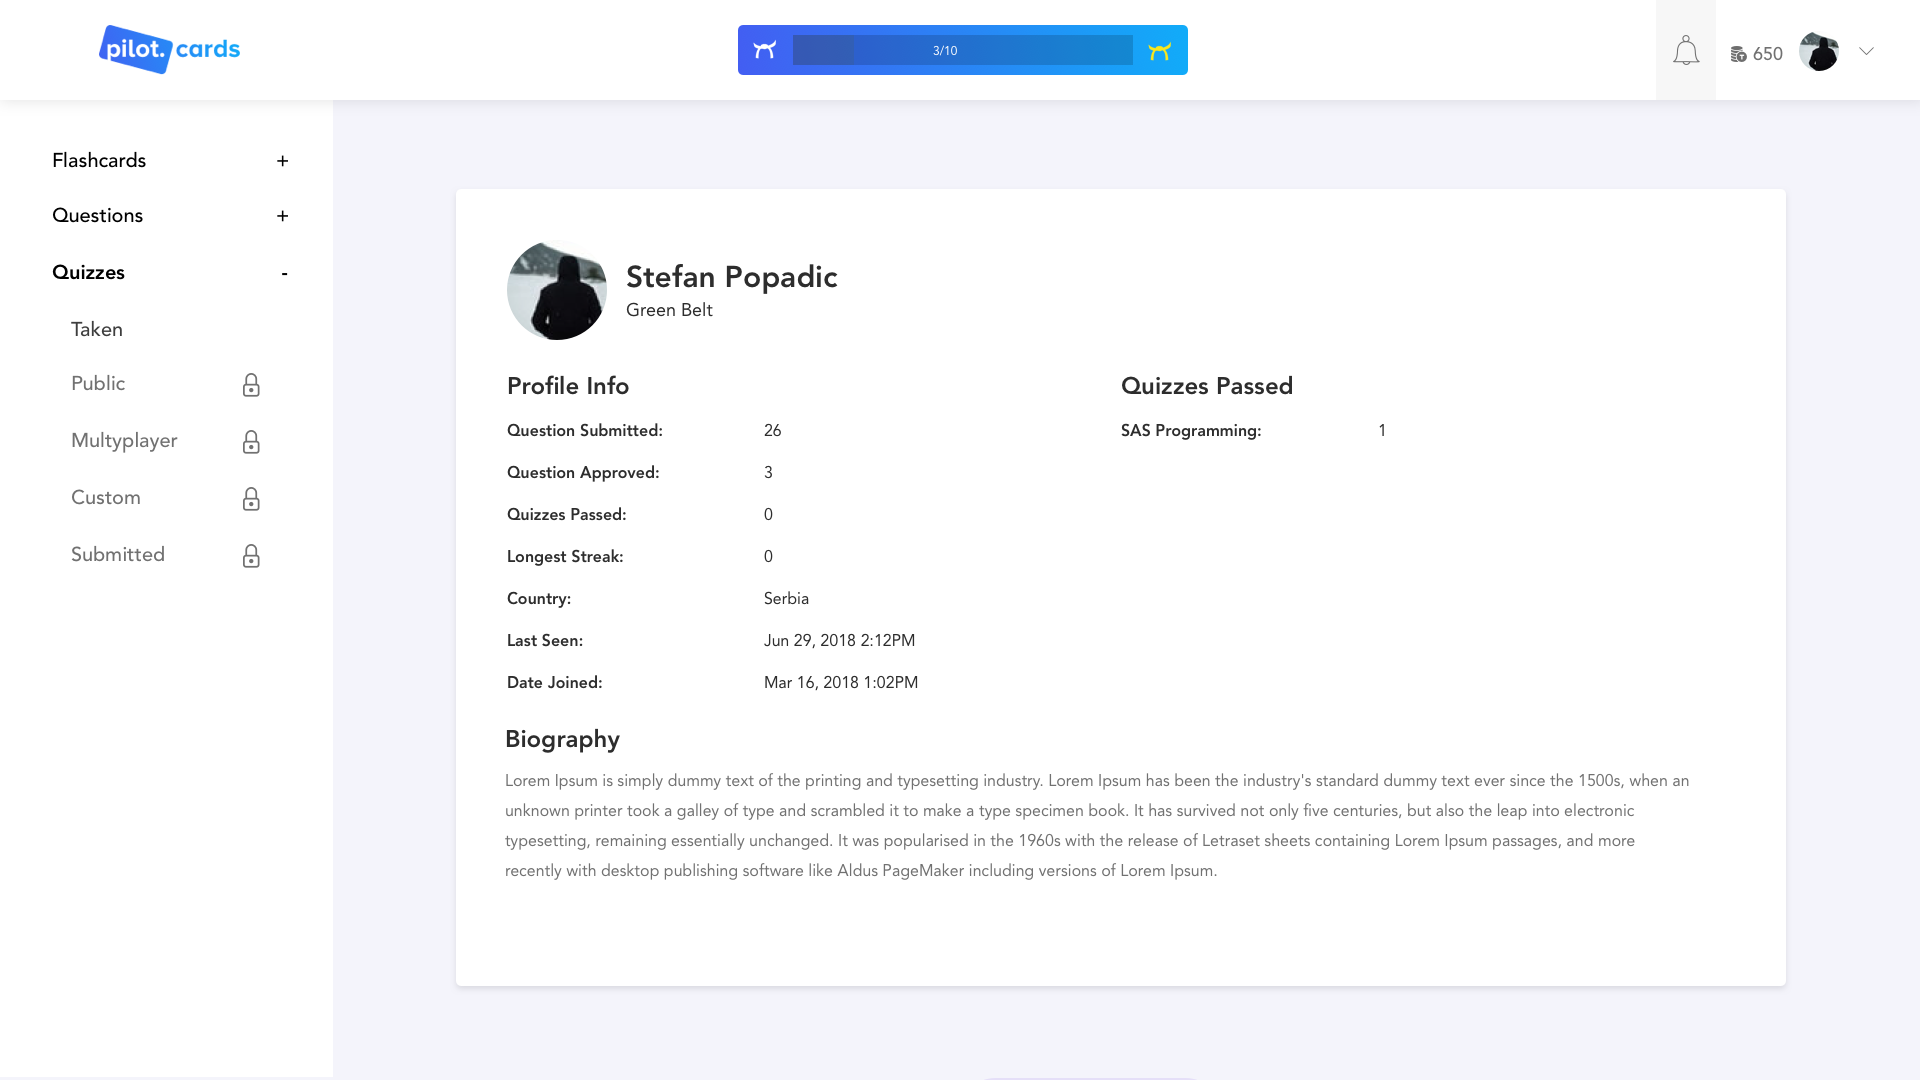 pilot. cards
3/10
650
Flashcards +
Questions +
Quizzes -
Taken
Public
Multyplayer
Custom
Submitted
Stefan Popadic
Green Belt
Profile Info
Question Submitted: 26
Question Approved: 3
Quizzes Passed: 0
Longest Streak: 0
Country: Serbia
Last Seen: Jun 29, 2018 2:12PM
Date Joined: Mar 16, 2018 1:02PM
Quizzes Passed
SAS Programming: 1
Biography
Lorem Ipsum is simply dummy text of the printing and typesetting industry. Lorem Ipsum has been the industry's standard dummy text ever since the 1500s, when an
unknown printer took a galley of type and scrambled it to make a type specimen book. It has survived not only five centuries, but also the leap into electronic
typesetting, remaining essentially unchanged. It was popularised in the 1960s with the release of Letraset sheets containing Lorem Ipsum passages, and more
recently with desktop publishing software like Aldus PageMaker including versions of Lorem Ipsum.